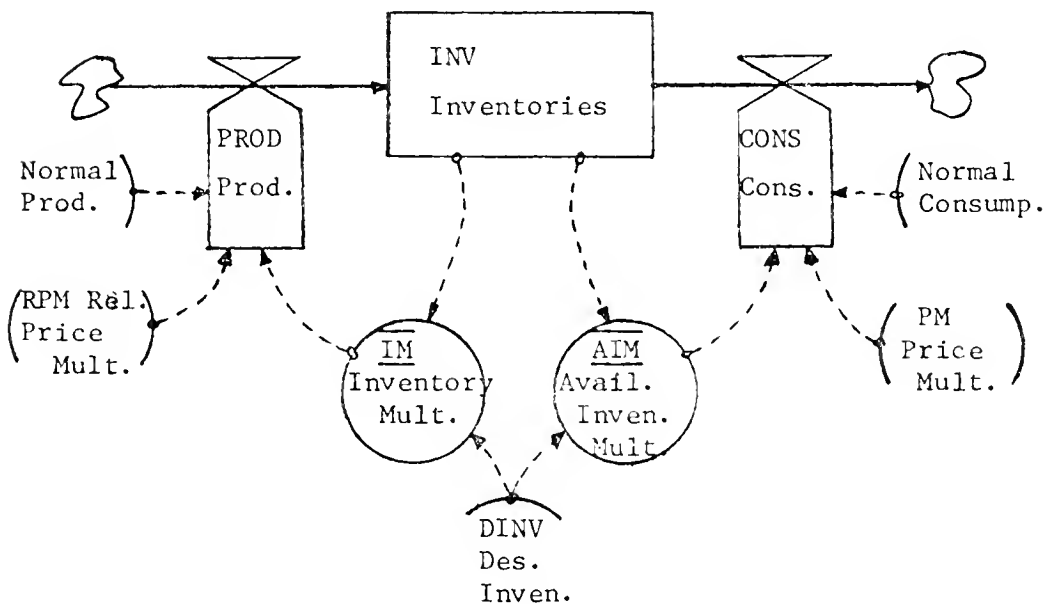 INV
Inventories
PROD
Prod.
CONS
Cons.
Normal
Prod.
Normal
Consump.
RPM Rel.
Price
Mult.
IM
Inventory
Mult.
AIM
Avail.
Inven.
Mult.
PM
Price
Mult.
DINV
Des.
Inven.